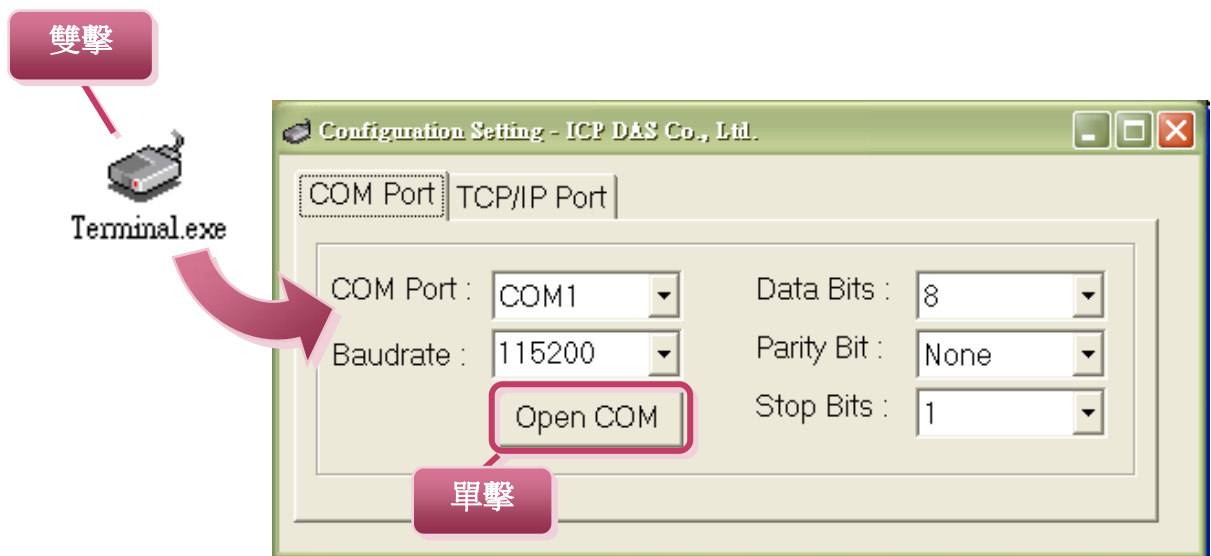 雙擊
Terminal.exe
Configuration Setting - ICP DAS Co., Ltd.
COM Port
TCP/IP Port
COM Port :
COM1
Data Bits :
8
Baudrate :
115200
Parity Bit :
None
Open COM
Stop Bits :
1
單擊